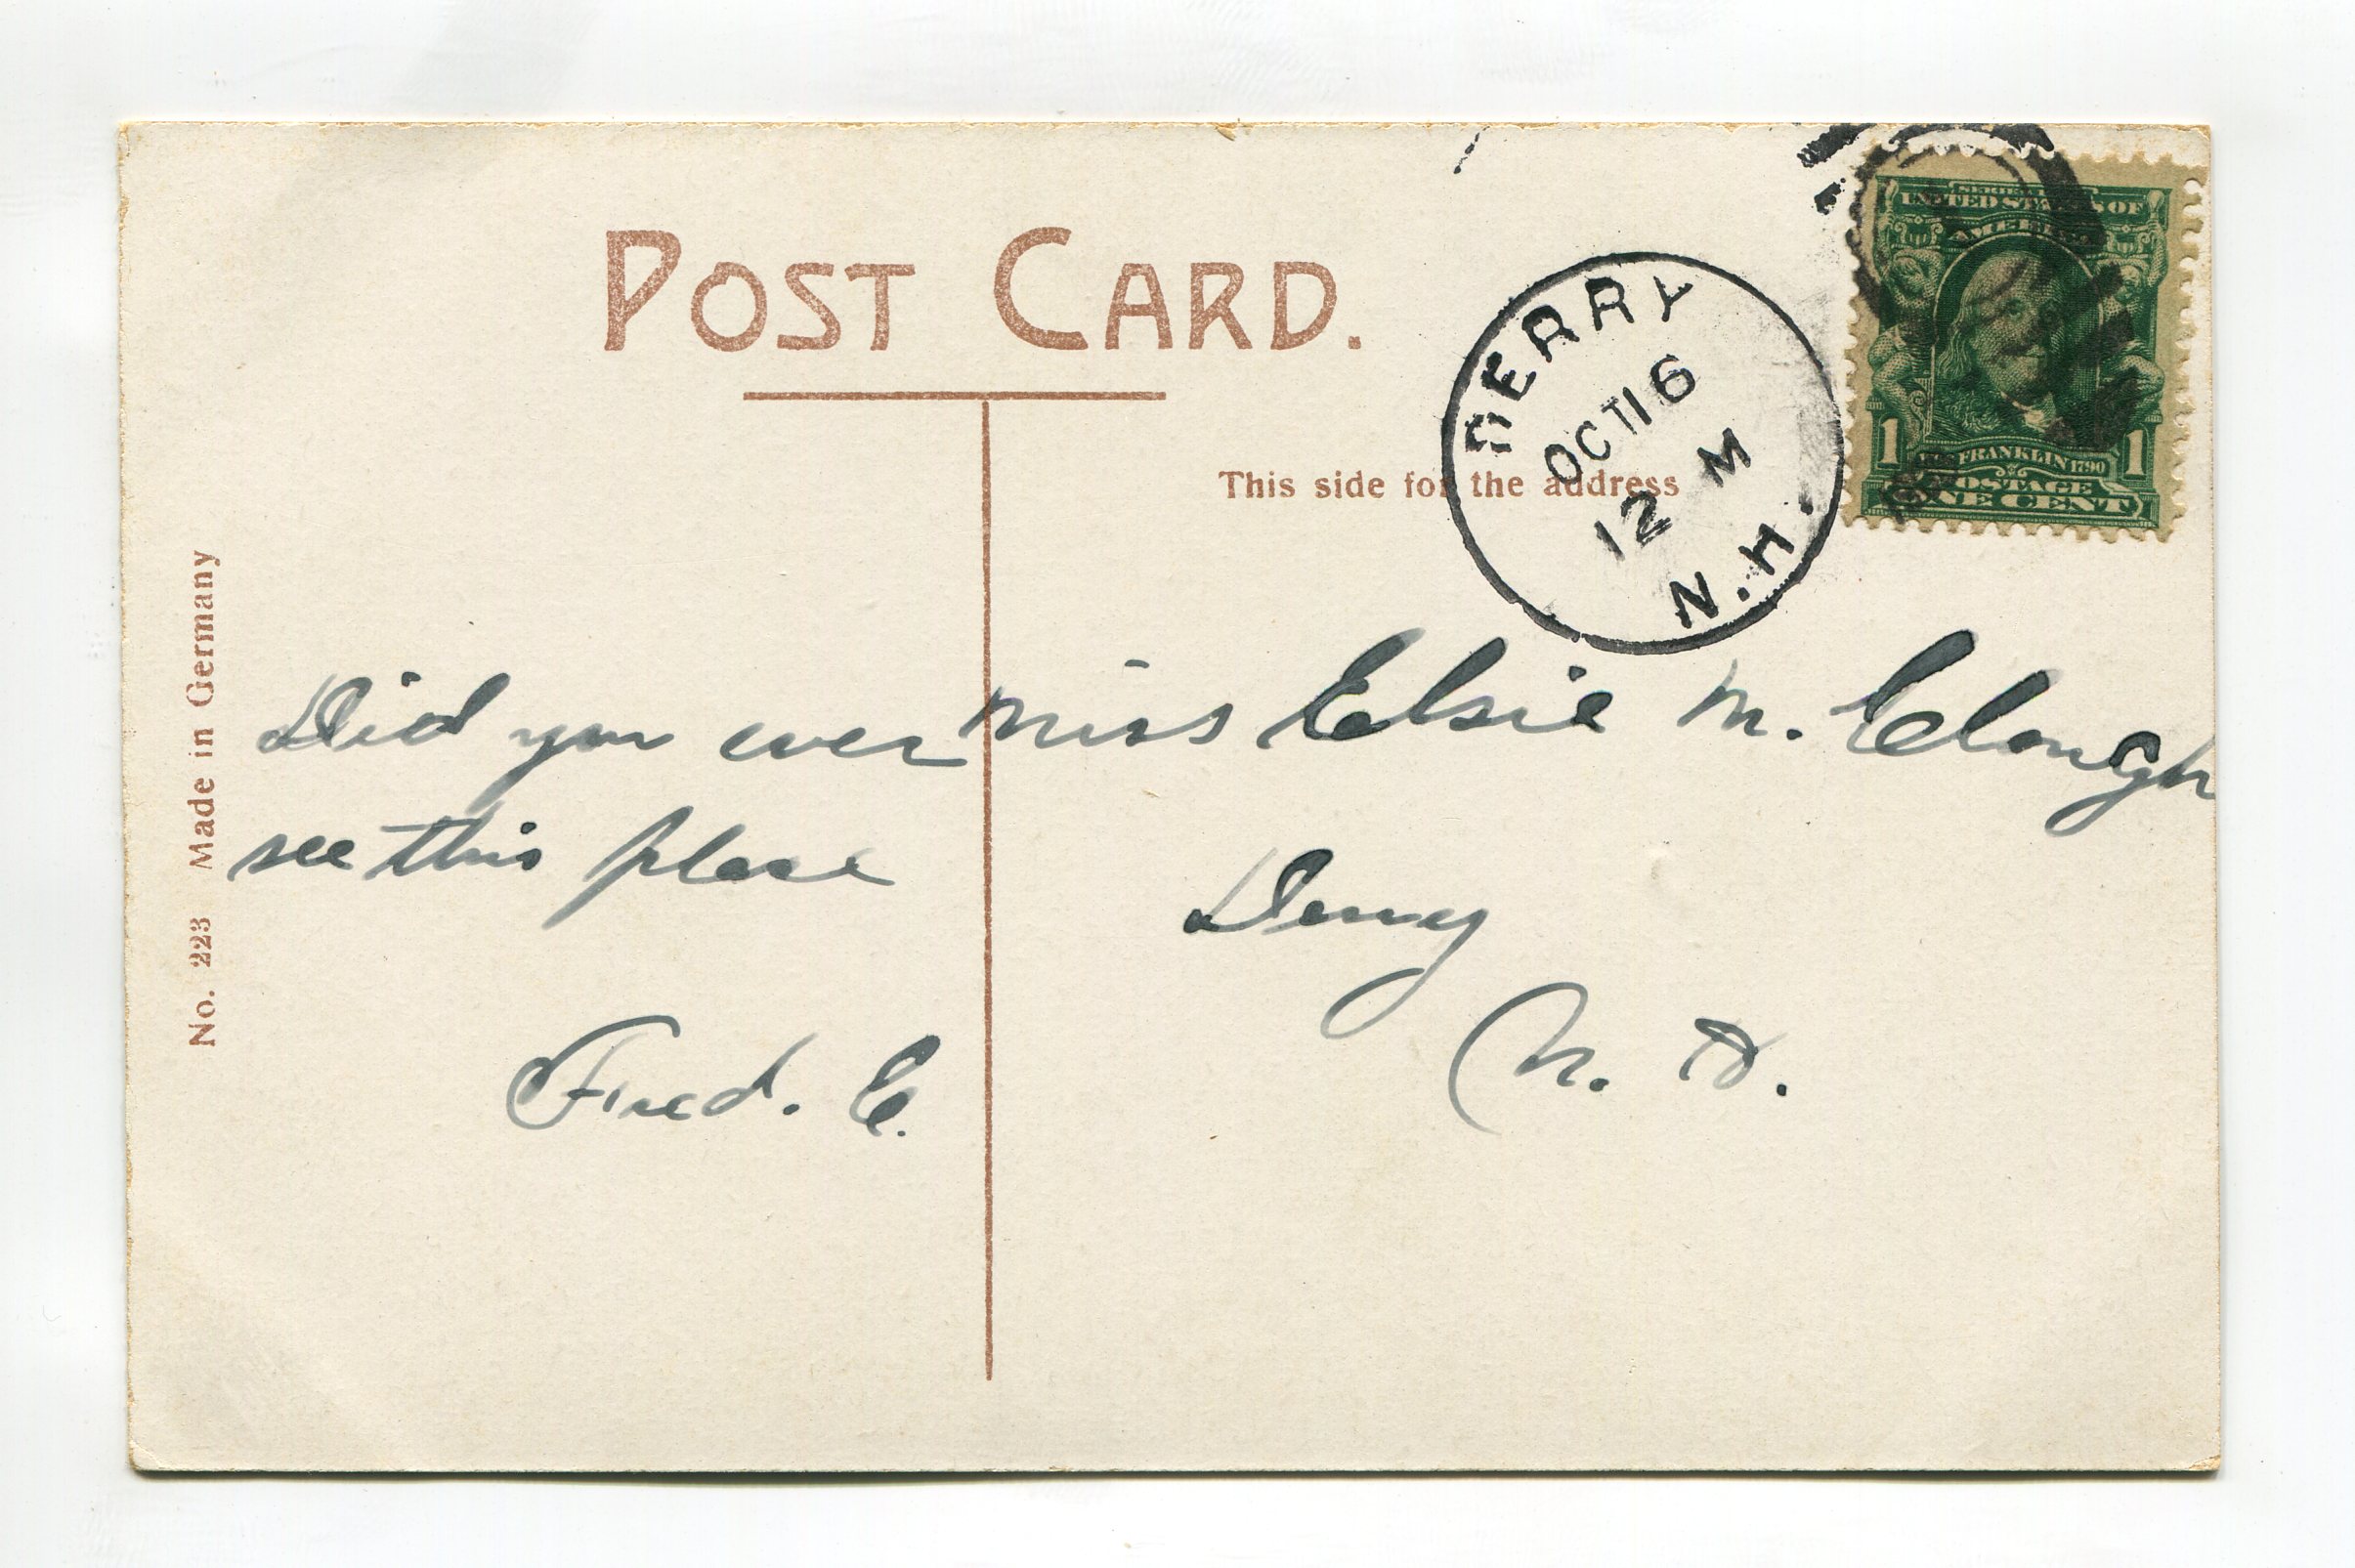 POST CARD.
This side for the address
DERRY
OCT 16
12 M
N.H.
SERIES
UNITED STATES OF
AMERICA
FRANKLIN 1790
1 1
POSTAGE
ONE CENT
No. 223 Made in Germany
Did you ever
see this place
Fred. C.
Miss Elsie M. Clough
Derry
N. H.